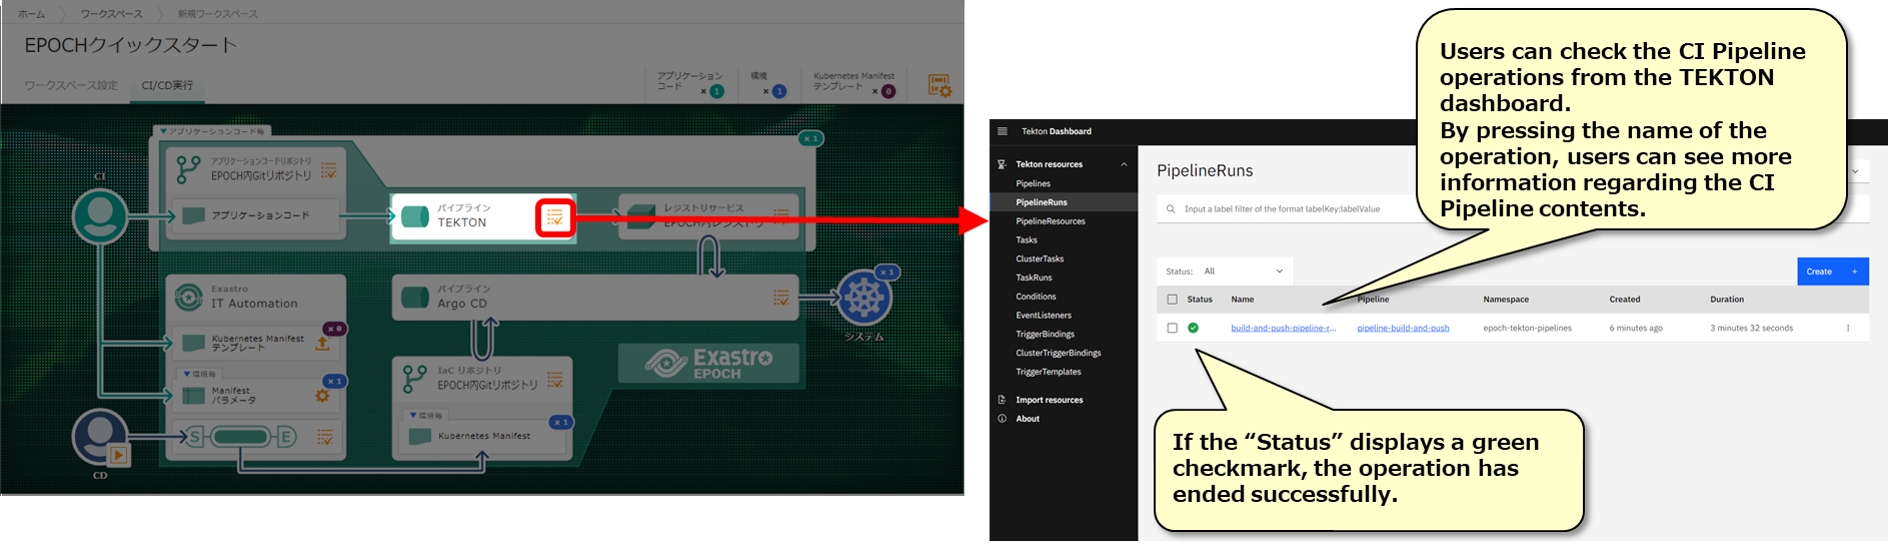 ホーム
ワークスペース
新規ワークスペース
EPOCHクイックスタート
ワークスペース設定
CI/CD実行
アプリケーション
コード
× 1
環境
× 1
Kubernetes Manifest
テンプレート
× 0
▼アプリケーションコード毎
× 1
アプリケーションコードリポジトリ
EPOCH内Gitリポジトリ
アプリケーションコード
CI
パイプライン
TEKTON
レジストリサービス
EPOCH内レジストリ
Exastro
IT Automation
パイプライン
Argo CD
× 1
システム
Kubernetes Manifest
テンプレート
× 0
▼環境毎
× 1
Manifest
パラメータ
IaC リポジトリ
EPOCH内Gitリポジトリ
▼環境毎
× 1
Kubernetes Manifest
Exastro
EPOCH
S
E
CD
Tekton Dashboard
Tekton resources
Pipelines
PipelineRuns
PipelineResources
Tasks
ClusterTasks
TaskRuns
Conditions
EventListeners
TriggerBindings
ClusterTriggerBindings
TriggerTemplates
Import resources
About
PipelineRuns
Input a label filter of the format labelKey:labelValue
Status: All
Create +
Status Name Pipeline Namespace Created Duration
build-and-push-pipeline-r... pipeline-build-and-push epoch-tekton-pipelines 6 minutes ago 3 minutes 32 seconds
Users can check the CI Pipeline
operations from the TEKTON
dashboard.
By pressing the name of the
operation, users can see more
information regarding the CI
Pipeline contents.
If the “Status” displays a green
checkmark, the operation has
ended successfully.